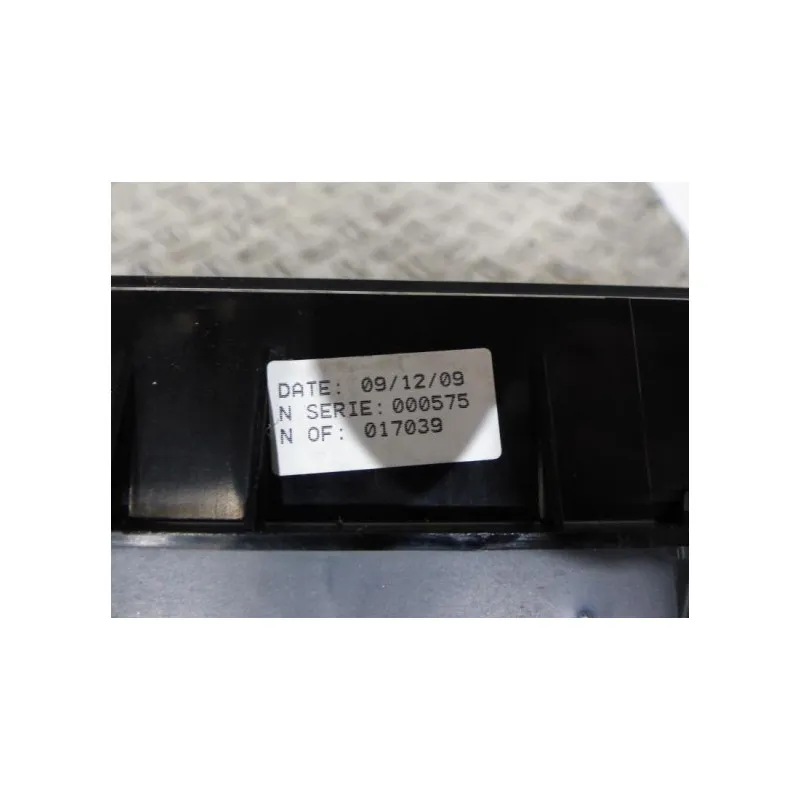 DATE: 09/12/09
N SERIE: 000575
N OF: 017039